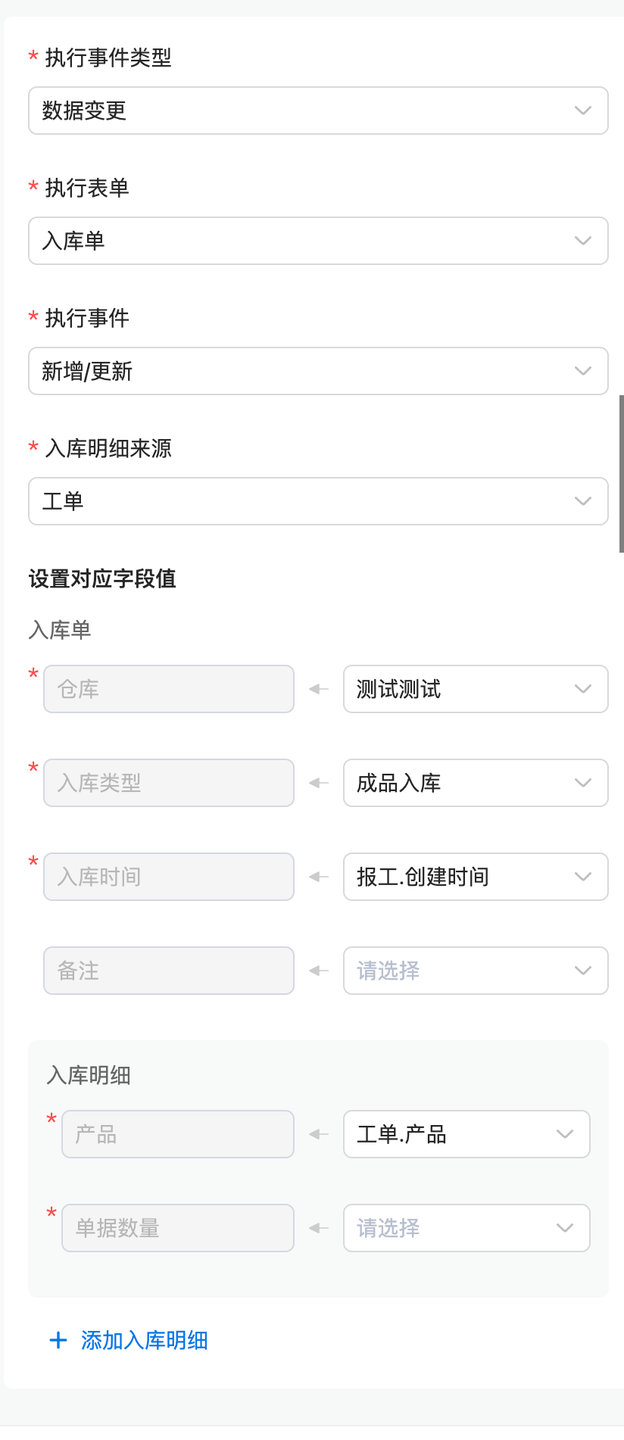 * 执行事件类型
数据变更
* 执行表单
入库单
* 执行事件
新增/更新
* 入库明细来源
工单
设置对应字段值
入库单
* 仓库 ← 测试测试
* 入库类型 ← 成品入库
* 入库时间 ← 报工.创建时间
备注 ← 请选择
入库明细
* 产品 ← 工单.产品
* 单据数量 ← 请选择
+ 添加入库明细